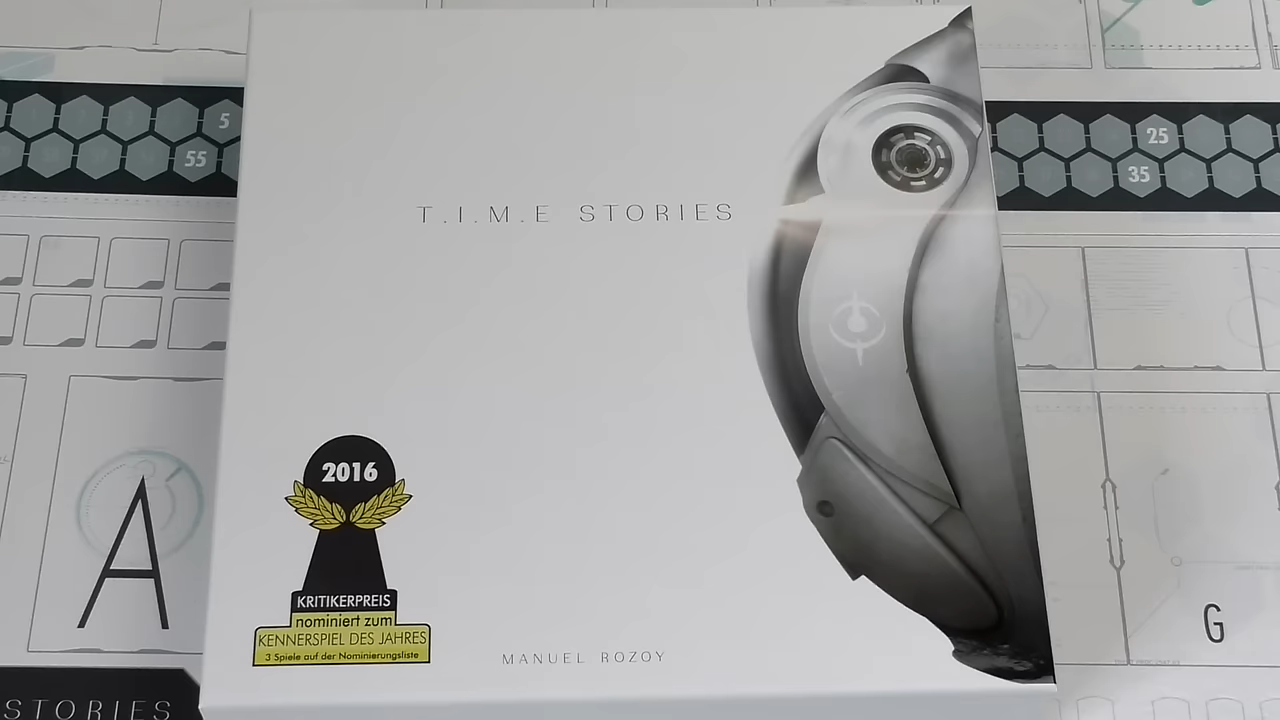 5
55
25
35
T.I.M.E STORIES
2016
KRITIKERPREIS
nominiert zum
KENNERSPIEL DES JAHRES
3 Spiele auf der Nominierungsliste
MANUEL ROZOY
A
G
STORIES